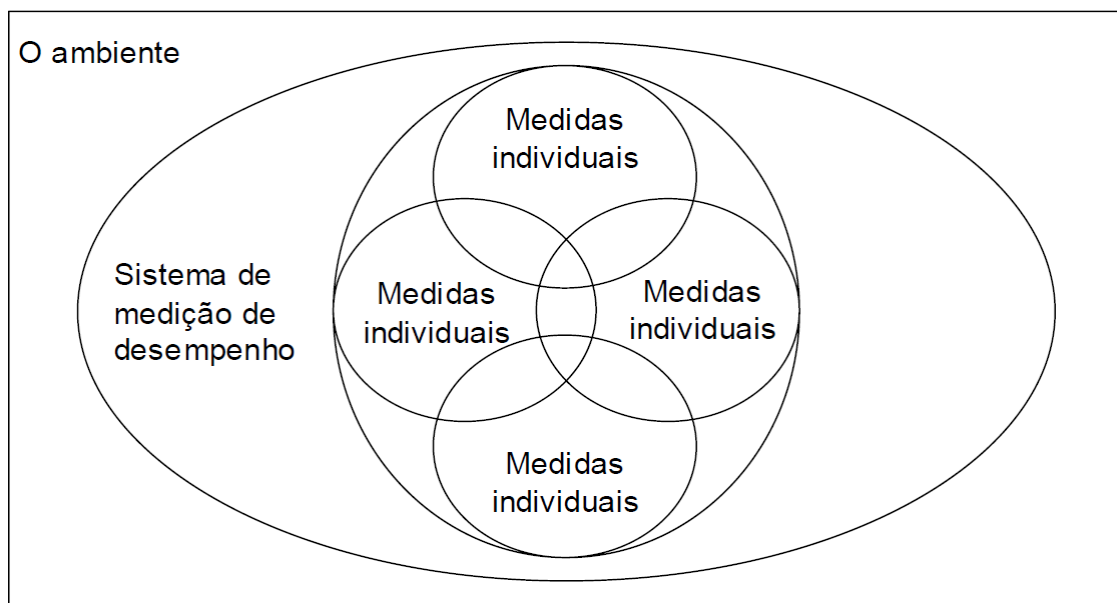 O ambiente
Medidas
individuais
Sistema de
medição de
desempenho
Medidas
individuais
Medidas
individuais
Medidas
individuais